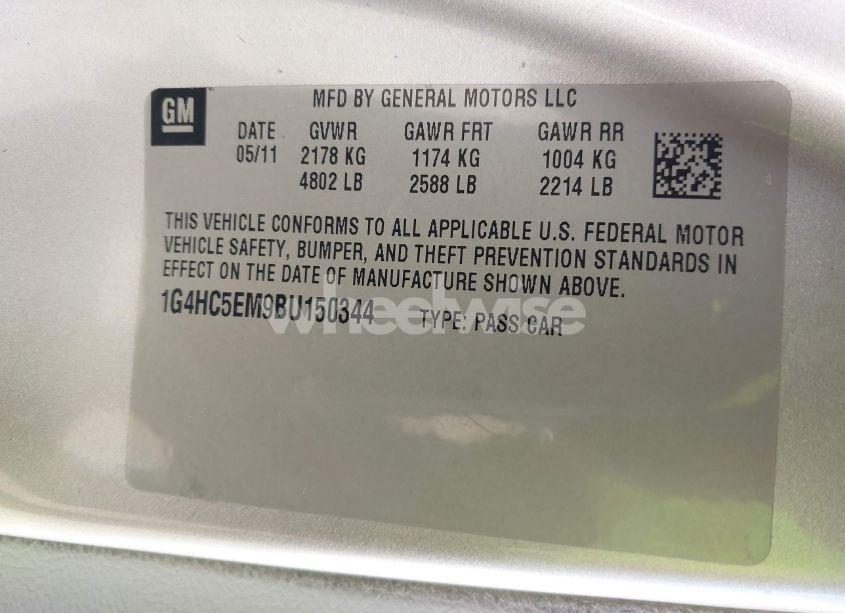 GM
MFD BY GENERAL MOTORS LLC
DATE GVWR GAWR FRT GAWR RR
05/11 2178 KG 1174 KG 1004 KG
4802 LB 2588 LB 2214 LB
THIS VEHICLE CONFORMS TO ALL APPLICABLE U.S. FEDERAL MOTOR
VEHICLE SAFETY, BUMPER, AND THEFT PREVENTION STANDARDS IN
EFFECT ON THE DATE OF MANUFACTURE SHOWN ABOVE.
1G4HC5EM9BU150344 TYPE: PASS CAR
wheelwise